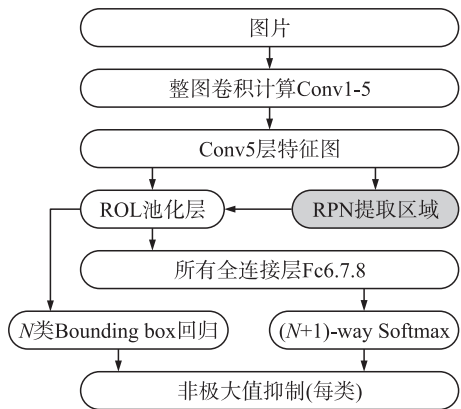 图片
整图卷积计算Conv1-5
Conv5层特征图
ROL池化层
RPN提取区域
所有全连接层Fc6.7.8
N类Bounding box回归
(N+1)-way Softmax
非极大值抑制(每类)